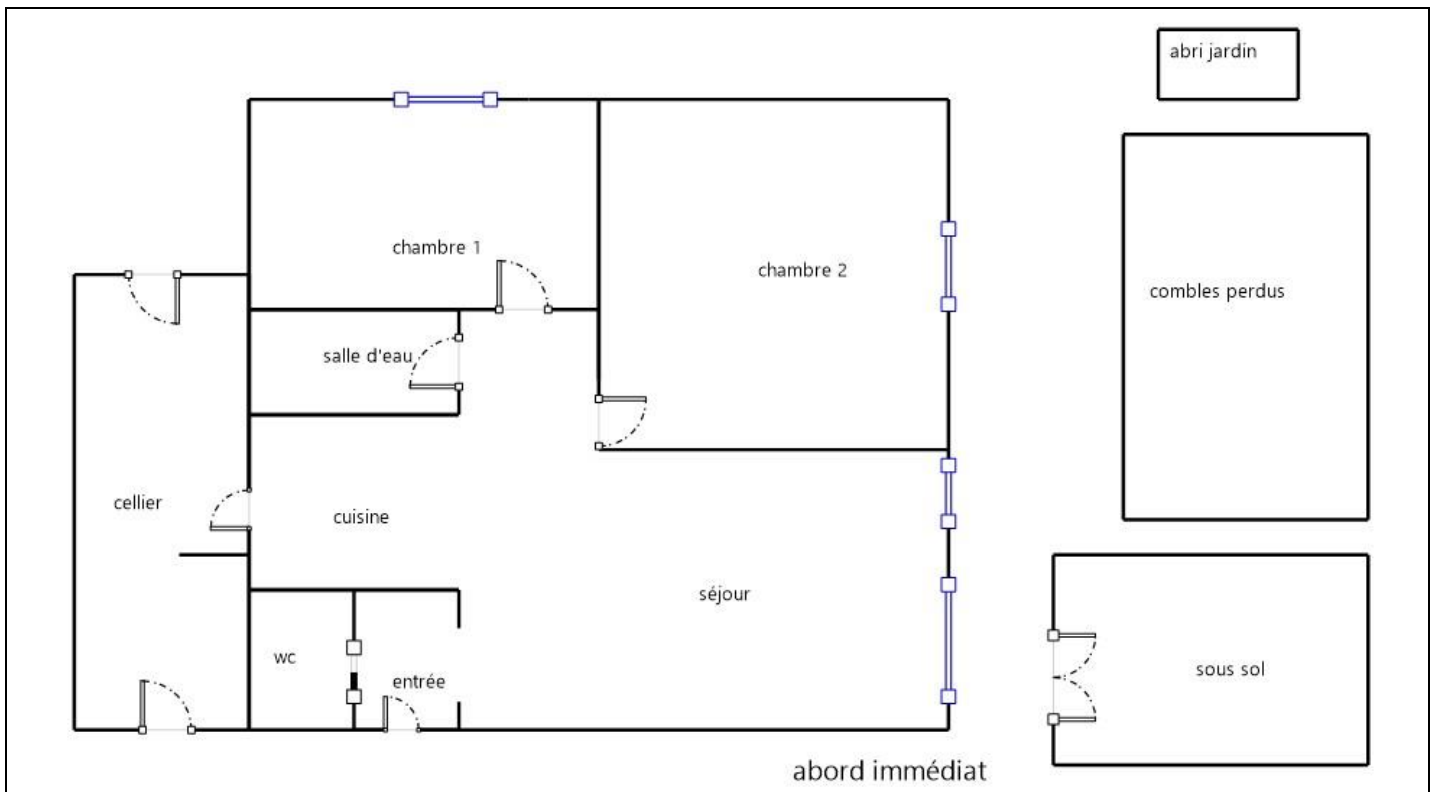 abri jardin
chambre 1
chambre 2
combles perdus
salle d'eau
cellier
cuisine
séjour
wc
entrée
sous sol
abord immédiat